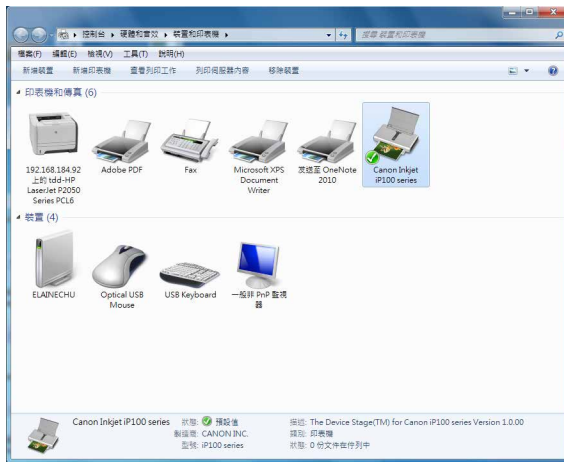 控制台 ▸ 硬體和音效 ▸ 裝置和印表機 ▸
搜尋 裝置和印表機
檔案(F) 編輯(E) 檢視(V) 工具(T) 說明(H)
新增裝置 新增印表機 查看列印工作 列印伺服器內容 移除裝置
印表機和傳真 (6)
192.168.184.92
上的 tdd-HP
LaserJet P2050
Series PCL6
Adobe PDF
Fax
Microsoft XPS
Document
Writer
发送至 OneNote
2010
Canon Inkjet
iP100 series
裝置 (4)
ELAINECHU
Optical USB
Mouse
USB Keyboard
一般非 PnP 監視
器
Canon Inkjet iP100 series 狀態: 預設值 描述: The Device Stage(TM) for Canon iP100 series Version 1.0.00
製造商: CANON INC. 類別: 印表機
型號: iP100 series 狀態: 0 份文件在佇列中